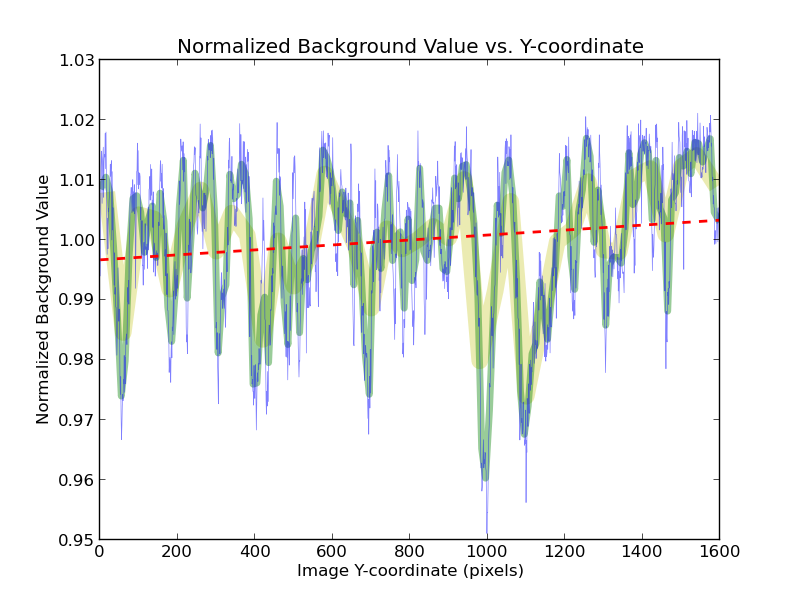 Normalized Background Value vs. Y-coordinate
1.03
1.02
1.01
1.00
0.99
0.98
0.97
0.96
0.95
Normalized Background Value
0 200 400 600 800 1000 1200 1400 1600
Image Y-coordinate (pixels)